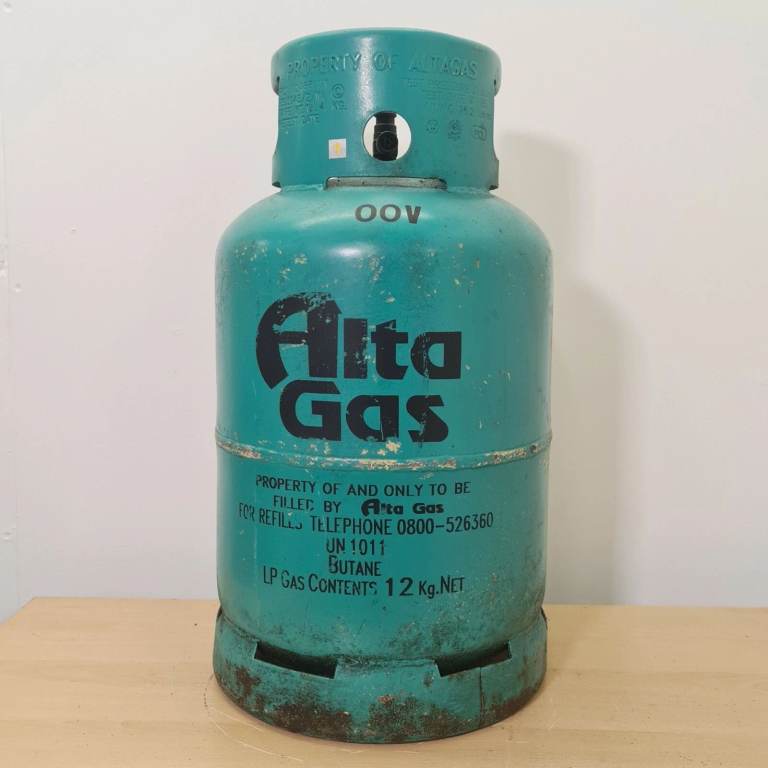 PROPERTY OF ALTAGAS
OOV
Alta
Gas
PROPERTY OF AND ONLY TO BE
FILLED BY Alta Gas
FOR REFILLS TELEPHONE 0800-526360
UN 1011
BUTANE
LP GAS CONTENTS 12 KG.NET